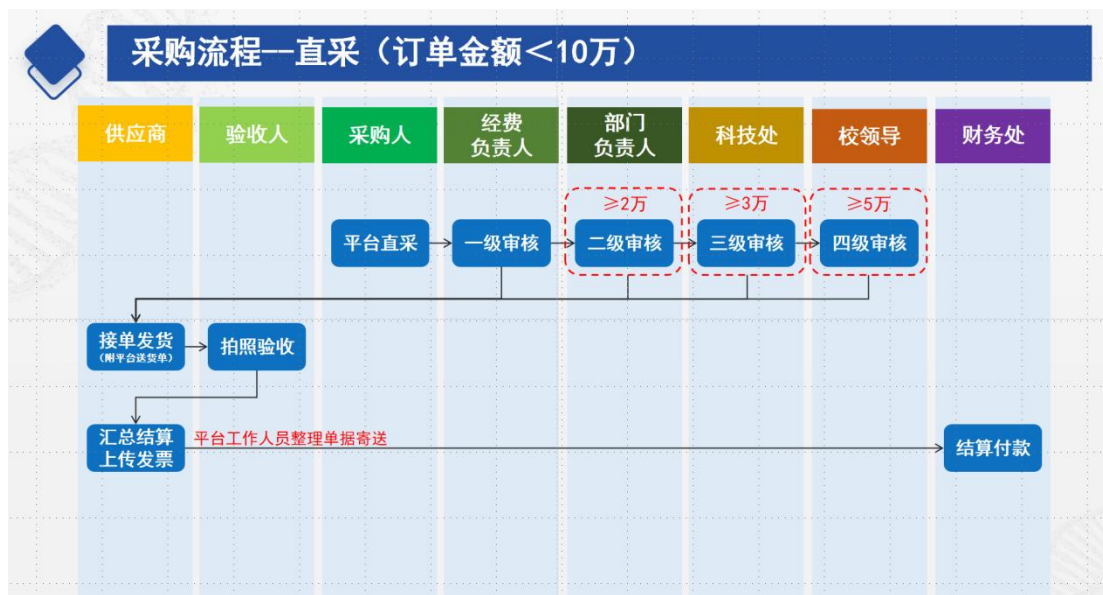 采购流程——直采（订单金额＜10万）
供应商
验收人
采购人
经费
负责人
部门
负责人
科技处
校领导
财务处
≥2万
≥3万
≥5万
平台直采
一级审核
二级审核
三级审核
四级审核
接单发货
（附平台送货单）
拍照验收
汇总结算
上传发票
平台工作人员整理单据寄送
结算付款